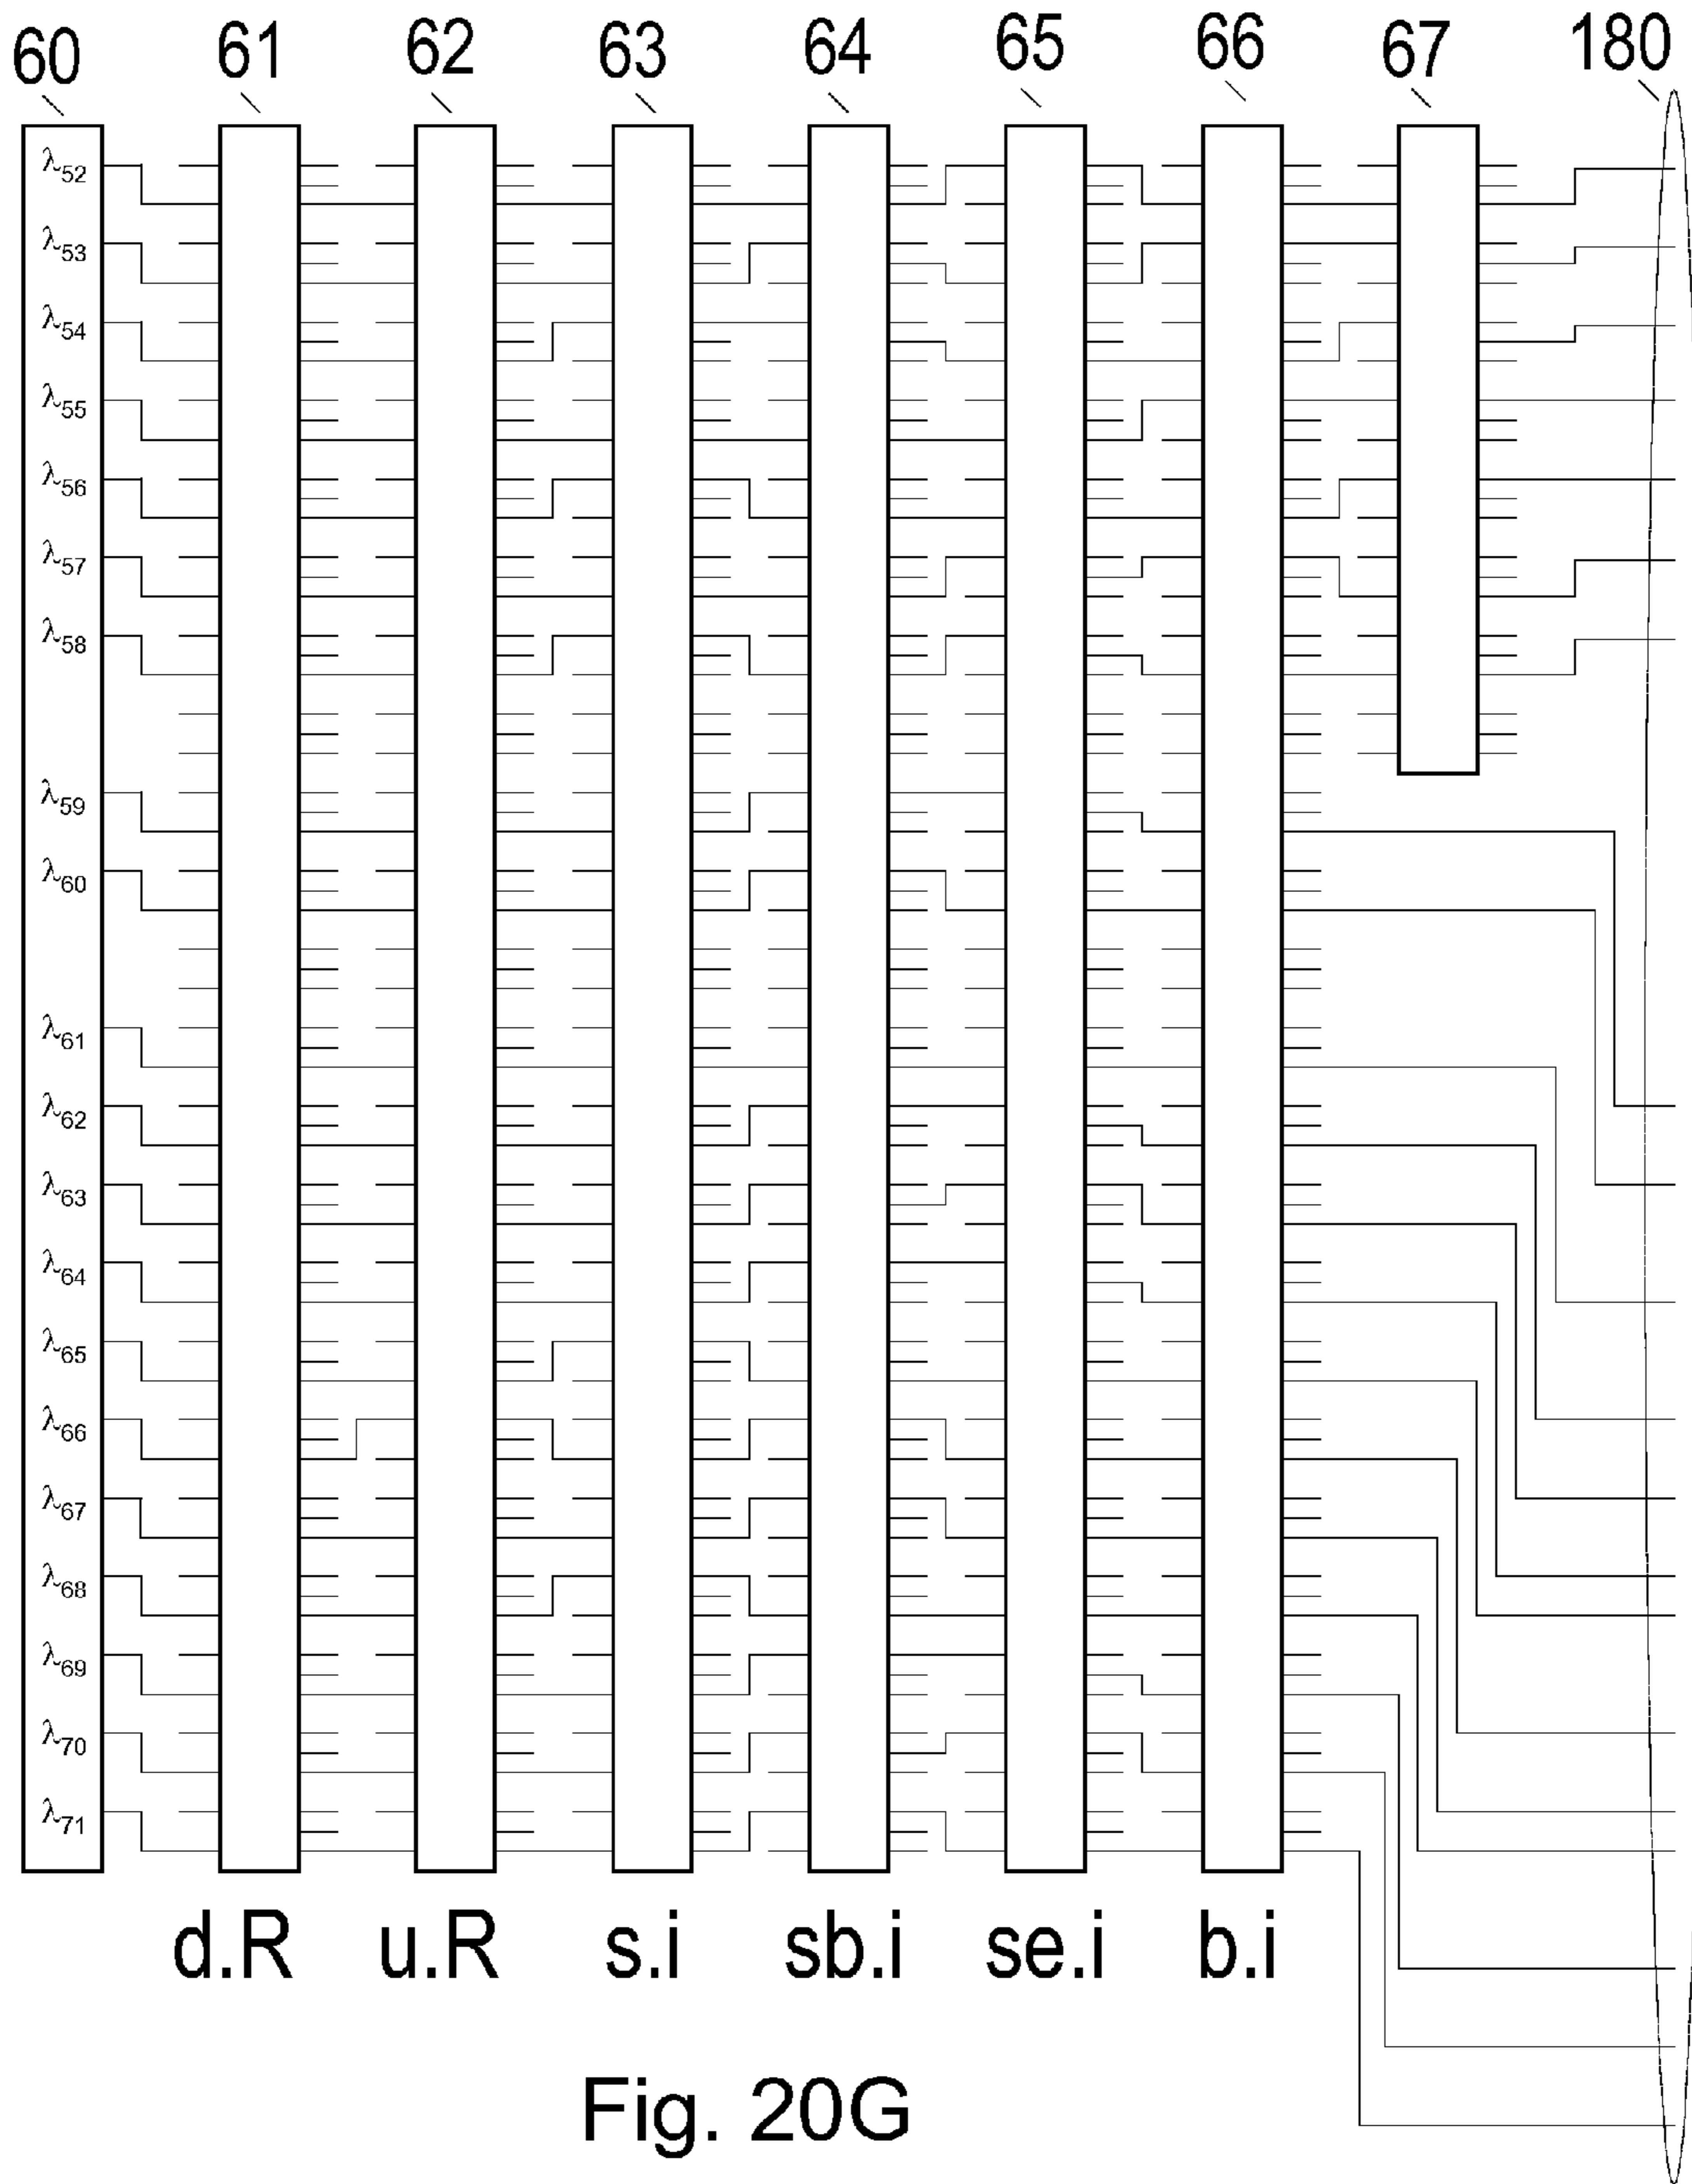 60 61 62 63 64 65 66 67 180
λ52
λ53
λ54
λ55
λ56
λ57
λ58
λ59
λ60
λ61
λ62
λ63
λ64
λ65
λ66
λ67
λ68
λ69
λ70
λ71
d.R u.R s.i sb.i se.i b.i
Fig. 20G